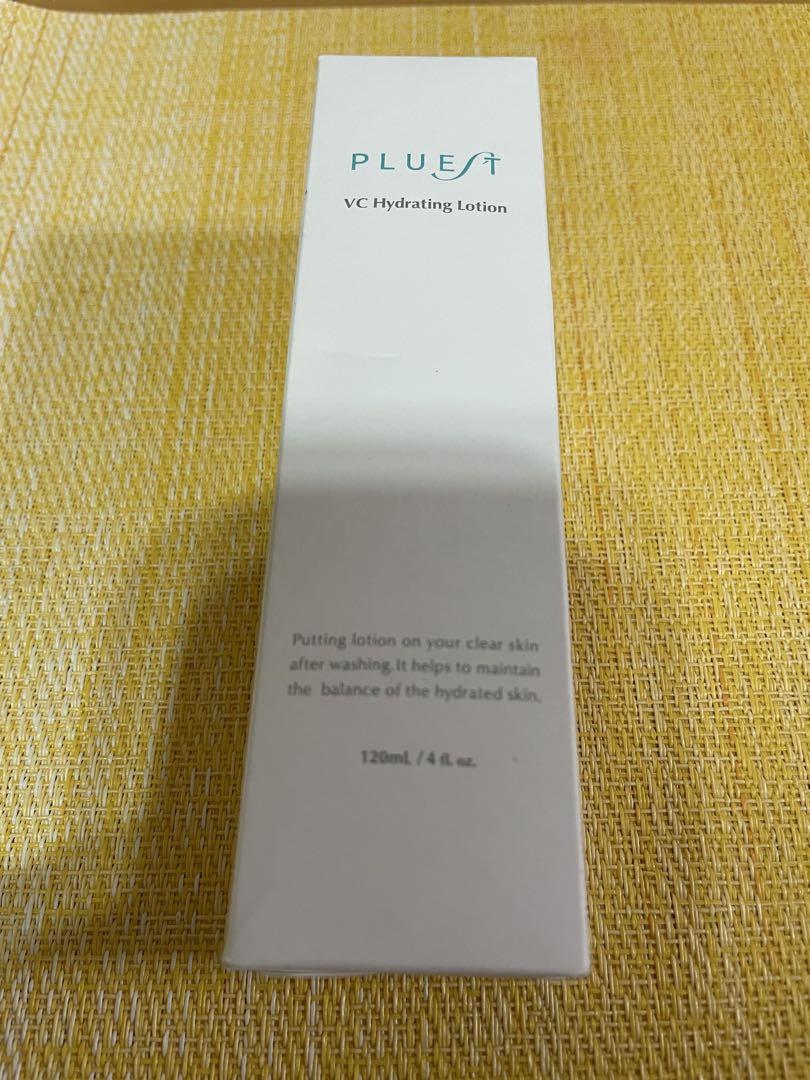 PLUEST
VC Hydrating Lotion
Putting lotion on your clear skin
after washing.It helps to maintain
the balance of the hydrated skin.
120mL / 4 fl. oz.